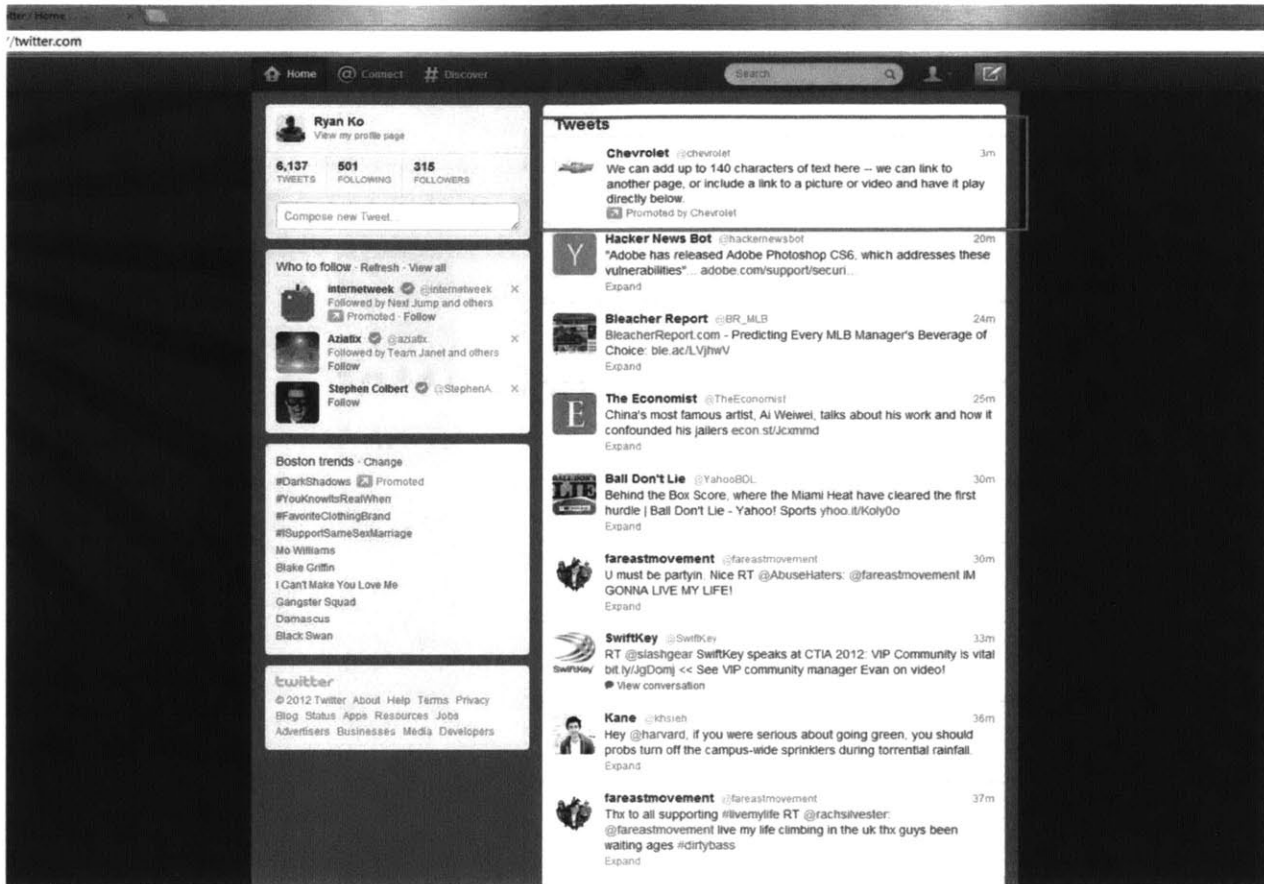 //twitter.com
Home
@ Connect
# Discover
Search
Ryan Ko
View my profile page
6,137
TWEETS
501
FOLLOWING
315
FOLLOWERS
Compose new Tweet...
Who to follow · Refresh · View all
internetweek @internetweek ×
Followed by Next Jump and others
Promoted · Follow
Aziatix @aziatix ×
Followed by Team Janet and others
Follow
Stephen Colbert @StephenA ×
Follow
Boston trends · Change
#DarkShadows Promoted
#YouKnowItsRealWhen
#FavoriteClothingBrand
#ISupportSameSexMarriage
Mo Williams
Blake Griffin
I Can't Make You Love Me
Gangster Squad
Damascus
Black Swan
twitter
© 2012 Twitter About Help Terms Privacy
Blog Status Apps Resources Jobs
Advertisers Businesses Media Developers
Tweets
Chevrolet @chevrolet 3m
We can add up to 140 characters of text here -- we can link to
another page, or include a link to a picture or video and have it play
directly below.
Promoted by Chevrolet
Y
Hacker News Bot @hackernewsbot 20m
"Adobe has released Adobe Photoshop CS6, which addresses these
vulnerabilities"... adobe.com/support/securi...
Expand
Bleacher Report @BR_MLB 24m
BleacherReport.com - Predicting Every MLB Manager's Beverage of
Choice: ble.ac/LVjhwV
Expand
E
The Economist @TheEconomist 25m
China's most famous artist, Ai Weiwei, talks about his work and how it
confounded his jailers econ.st/Jcxmmd
Expand
BALL DON'T
LIE
Ball Don't Lie @YahooBDL 30m
Behind the Box Score, where the Miami Heat have cleared the first
hurdle | Ball Don't Lie - Yahoo! Sports yhoo.it/Koly0o
Expand
fareastmovement @fareastmovement 30m
U must be partyin. Nice RT @AbuseHaters: @fareastmovement IM
GONNA LIVE MY LIFE!
Expand
SwiftKey
SwiftKey @SwiftKey 33m
RT @slashgear SwiftKey speaks at CTIA 2012: VIP Community is vital
bit.ly/JgDomj << See VIP community manager Evan on video!
View conversation
Kane @khsieh 36m
Hey @harvard, if you were serious about going green, you should
probs turn off the campus-wide sprinklers during torrential rainfall.
Expand
fareastmovement @fareastmovement 37m
Thx to all supporting #livemylife RT @rachsilvester:
@fareastmovement live my life climbing in the uk thx guys been
waiting ages #dirtybass
Expand